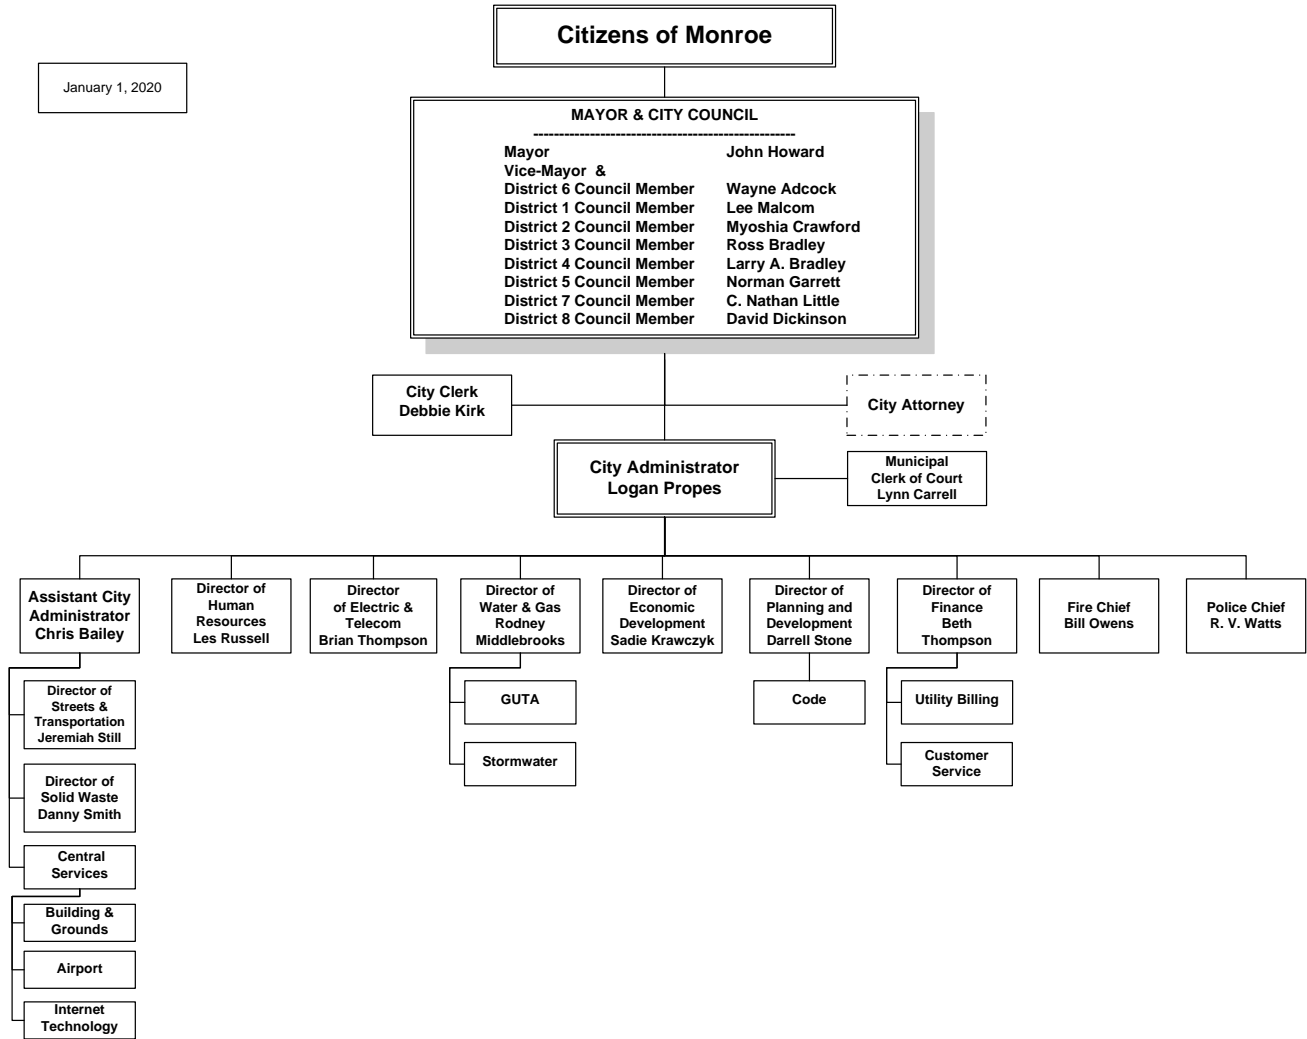 Citizens of Monroe
January 1, 2020
MAYOR & CITY COUNCIL
---------------------------------------------------
Mayor John Howard
Vice-Mayor &
District 6 Council Member Wayne Adcock
District 1 Council Member Lee Malcom
District 2 Council Member Myoshia Crawford
District 3 Council Member Ross Bradley
District 4 Council Member Larry A. Bradley
District 5 Council Member Norman Garrett
District 7 Council Member C. Nathan Little
District 8 Council Member David Dickinson
City Clerk
Debbie Kirk
City Attorney
City Administrator
Logan Propes
Municipal
Clerk of Court
Lynn Carrell
Assistant City
Administrator
Chris Bailey
Director of
Human
Resources
Les Russell
Director
of Electric &
Telecom
Brian Thompson
Director of
Water & Gas
Rodney
Middlebrooks
Director of
Economic
Development
Sadie Krawczyk
Director of
Planning and
Development
Darrell Stone
Director of
Finance
Beth
Thompson
Fire Chief
Bill Owens
Police Chief
R. V. Watts
Director of
Streets &
Transportation
Jeremiah Still
Director of
Solid Waste
Danny Smith
Central
Services
Building &
Grounds
Airport
Internet
Technology
GUTA
Stormwater
Code
Utility Billing
Customer
Service